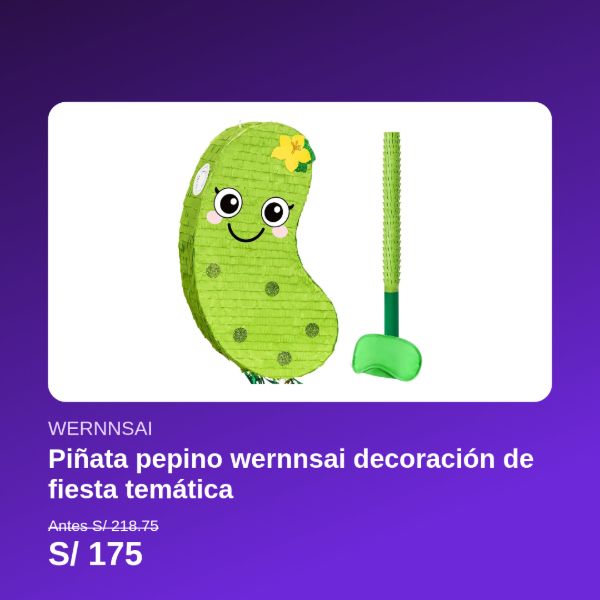 WERNNSAI
Piñata pepino wernnsai decoración de
fiesta temática
Antes S/ 218.75
S/ 175